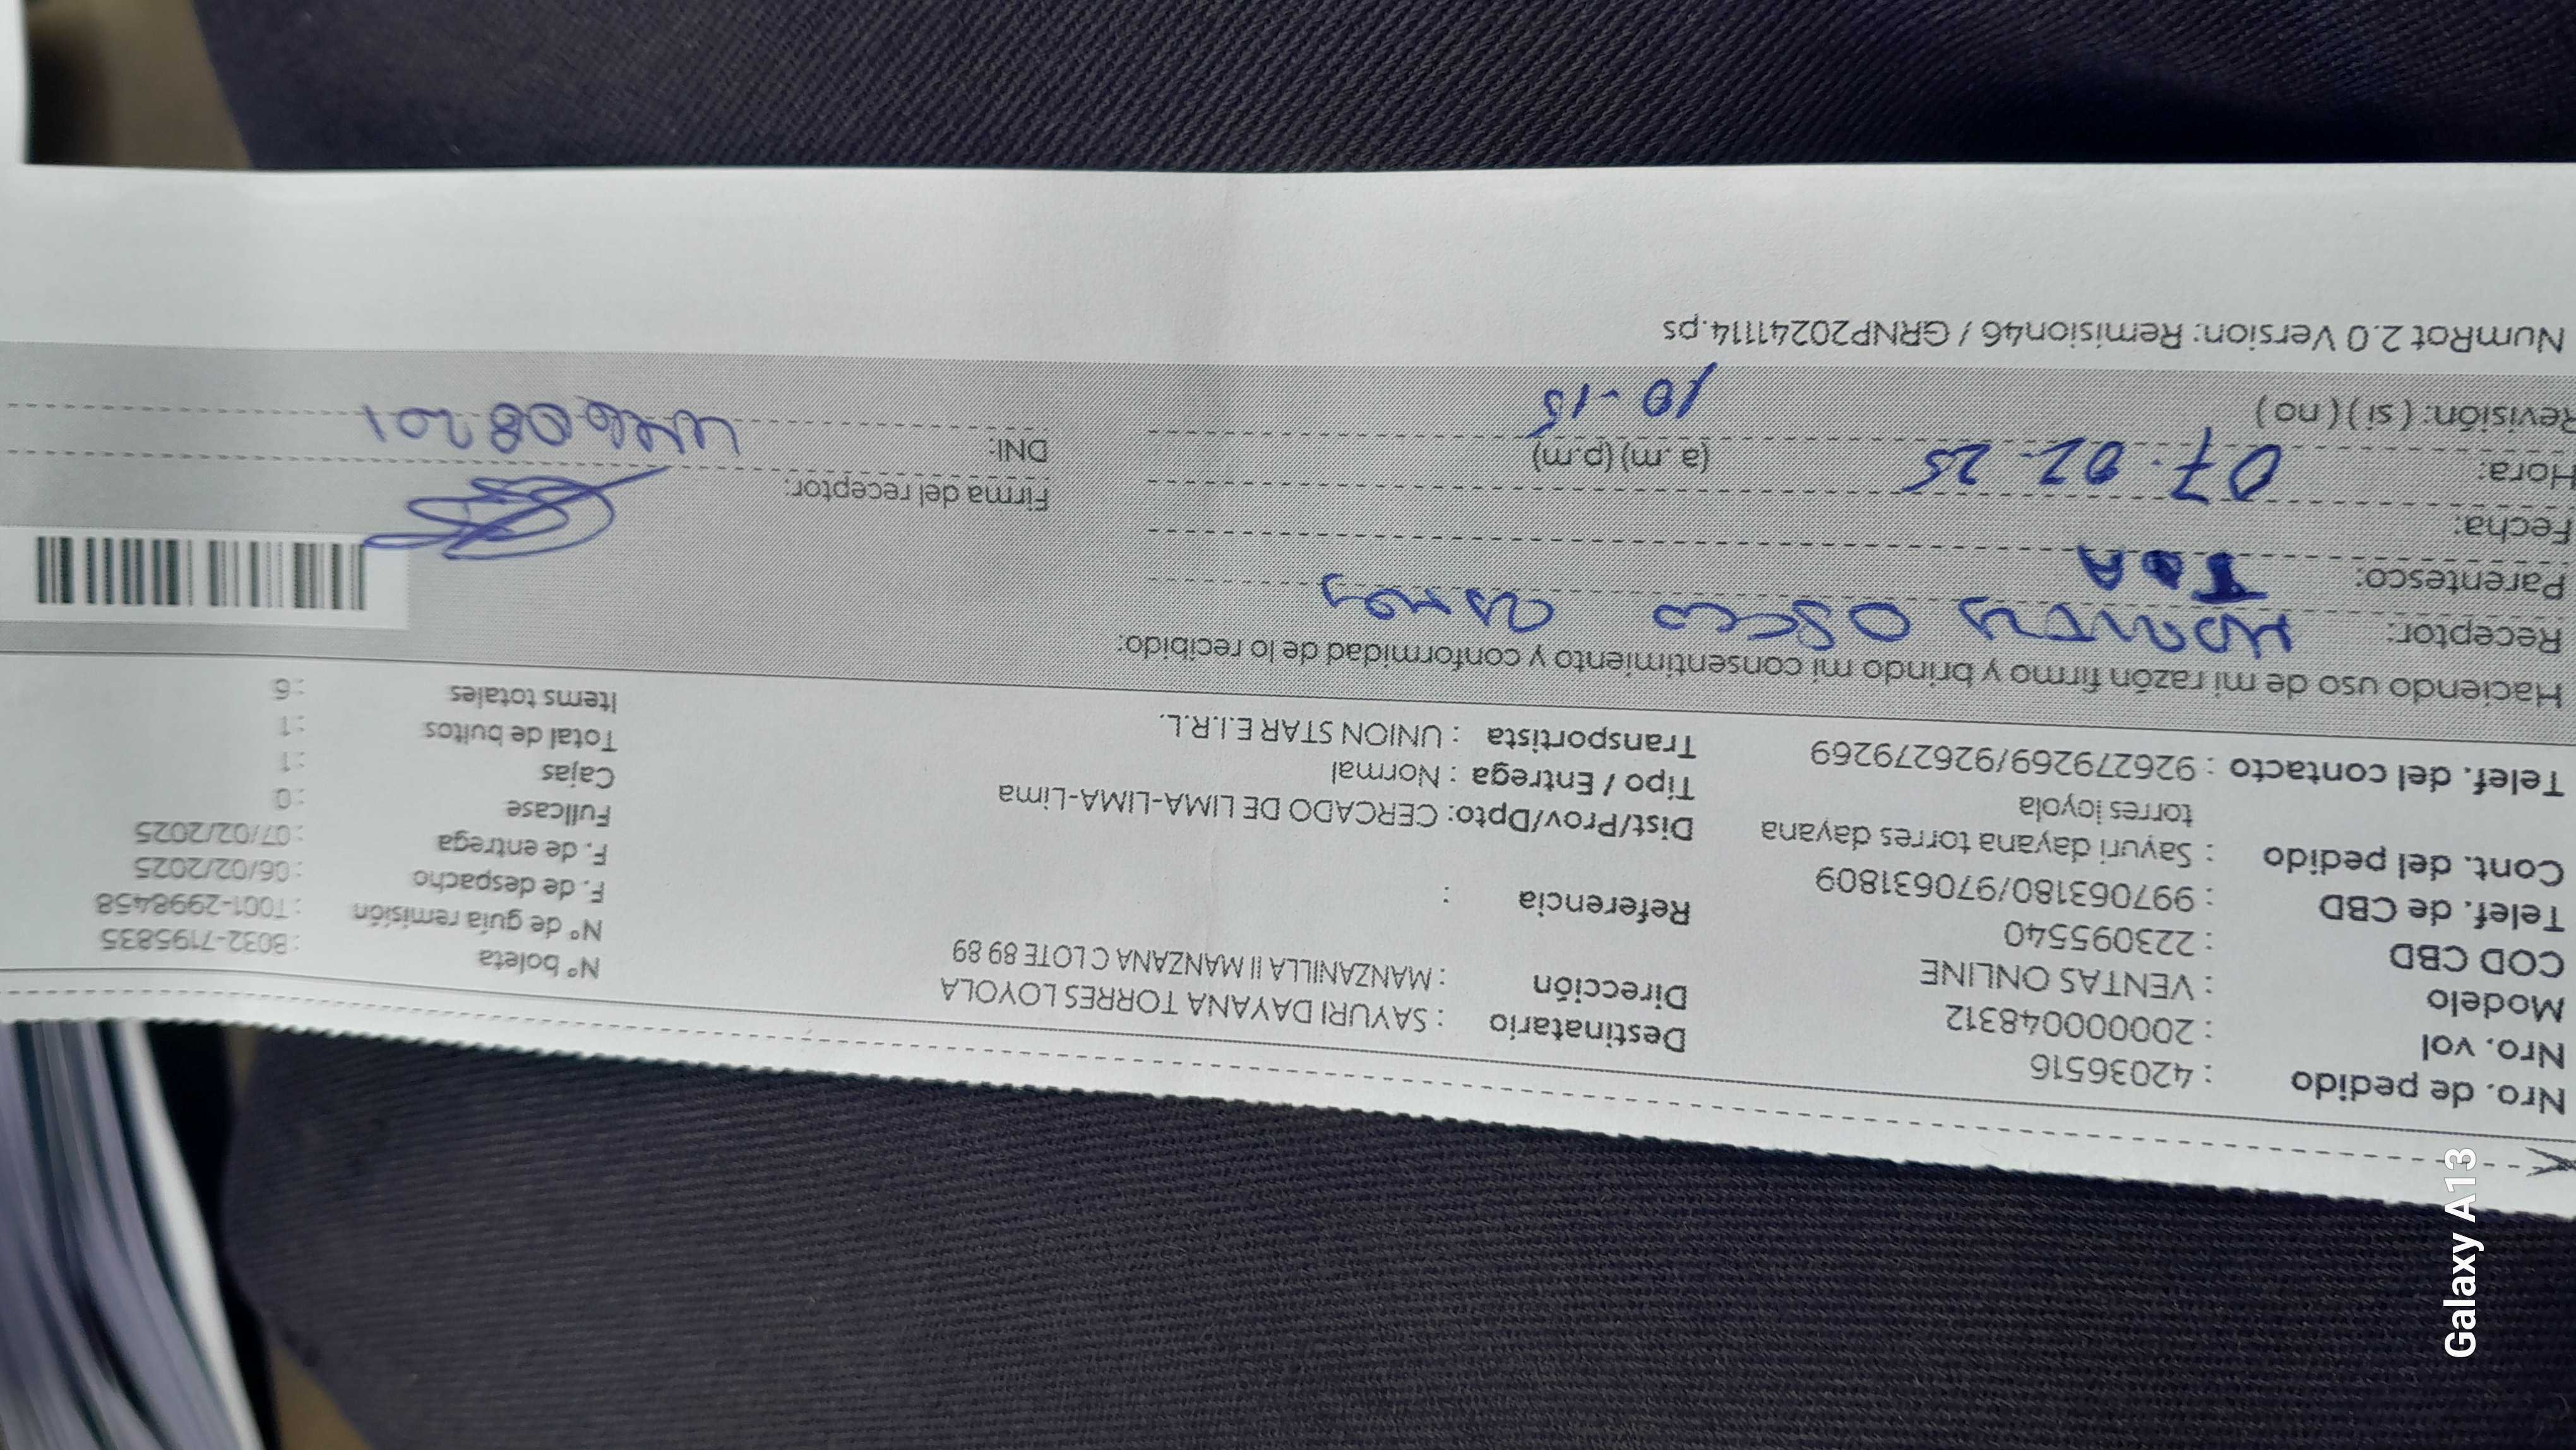 Nro. de pedido : 42036516
Nro. vol : 20000048312
Modelo : VENTAS ONLINE
COD CBD : 223095540
Telef. de CBD : 997063180/970631809
Cont. del pedido : Sayuri dayana torres dayana
torres loyola
Telef. del contacto : 926279269/926279269
Destinatario : SAYURI DAYANA TORRES LOYOLA
Dirección : MANZANILLA II MANZANA C LOTE 89 89
Referencia :
Dist/Prov/Dpto: CERCADO DE LIMA-LIMA-Lima
Tipo / Entrega : Normal
Transportista : UNION STAR E.I.R.L.
N° boleta : B032-7195835
N° de guía remisión : T001-2998458
F. de despacho : 06/02/2025
F. de entrega : 07/02/2025
Fullcase : 0
Cajas : 1
Total de bultos : 1
Items totales : 6
Haciendo uso de mi razón firmo y brindo mi consentimiento y conformidad de lo recibido:
Receptor:
Parentesco: TIA
Fecha:
Hora: 07.02.25 (a.m) (p.m)
Revisión: ( si ) ( no ) 10-15
Firma del receptor:
DNI:
NumRot 2.0 Version: Remision46 / GRNP20241114.ps
Galaxy A13